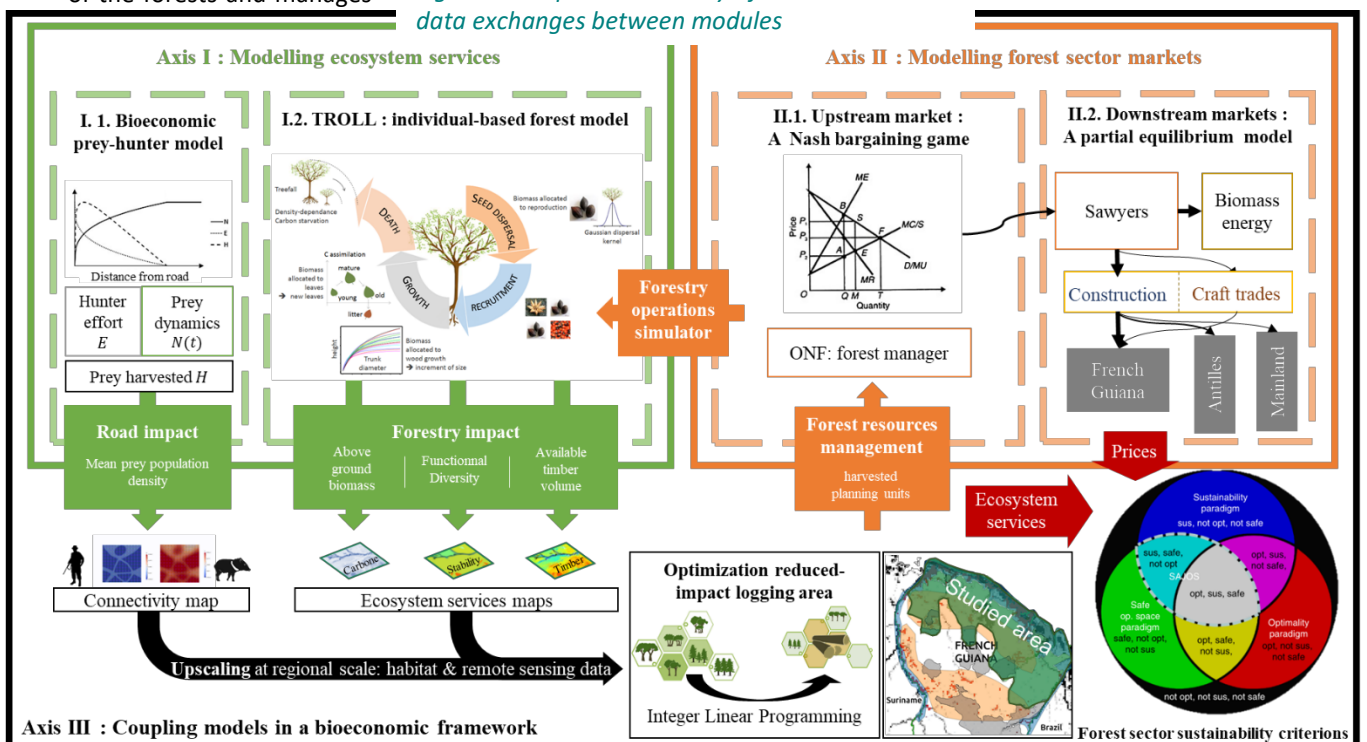 of the forests and manages
data exchanges between modules
Axis I : Modelling ecosystem services
I. 1. Bioeconomic
prey-hunter model
N
E
H
Distance from road
Hunter
effort
E
Prey
dynamics
N(t)
Prey harvested H
Road impact
Mean prey population
density
I.2. TROLL : individual-based forest model
Treefall
Density-dependance
Carbon starvation
DEATH
SEED DISPERSAL
Biomass allocated
to reproduction
Gaussian dispersal
kernel
C assimilation
mature
Biomass
allocated to
leaves
→ new leaves
young
old
litter
GROWTH
RECRUITMENT
height
Trunk
diameter
Biomass
allocated to
wood growth
→ increment of size
Forestry impact
Above
ground
biomass
Functionnal
Diversity
Available
timber
volume
Forestry
operations
simulator
Axis II : Modelling forest sector markets
II.1. Upstream market :
A Nash bargaining game
ME
B
S
P
Price
F
MC/S
A
E
D/MU
MR
O
Q
M
T
Quantity
ONF: forest manager
Forest resources
management
harvested
planning units
II.2. Downstream markets :
A partial equilibrium model
Sawyers
Biomass
energy
Construction
Craft trades
French
Guiana
Antilles
Mainland
Prices
Ecosystem
services
Connectivity map
Carbone
Stability
Timber
Ecosystem services maps
Upscaling at regional scale: habitat & remote sensing data
Optimization reduced-
impact logging area
Integer Linear Programming
Studied area
FRENCH
GUIANA
Suriname
Brazil
Sustainability
paradigm
sus, not opt, not safe
sus, safe,
not opt
opt, sus,
not safe,
SAJOS
opt, sus, safe
Safe
op. space
paradigm
safe, not opt,
not sus
opt, safe,
not sus,
Optimality
paradigm
opt, not sus,
not safe
not opt, not sus, not safe
Forest sector sustainability criterions
Axis III : Coupling models in a bioeconomic framework